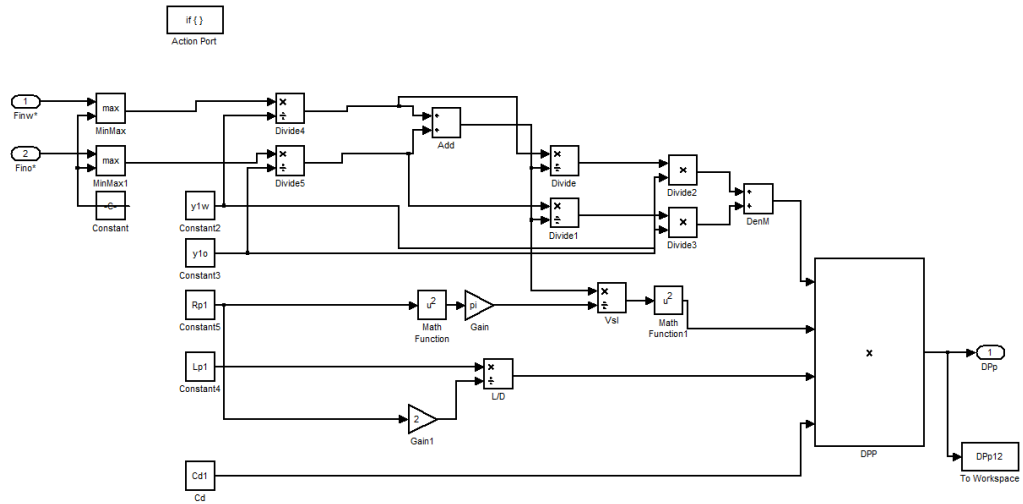 if { }
Action Port
1
Finw*
max
MinMax
×
÷
Divide4
+
+
Add
2
Fino*
max
MinMax1
×
÷
Divide5
×
÷
Divide
×
Divide2
-C-
Constant
y1w
Constant2
×
÷
Divide1
×
Divide3
+
+
DenM
y1o
Constant3
Rp1
Constant5
u²
Math
Function
pi
Gain
×
÷
Vsl
u²
Math
Function1
×
DPP
1
DPp
Lp1
Constant4
×
÷
L/D
2
Gain1
DPp12
To Workspace
Cd1
Cd